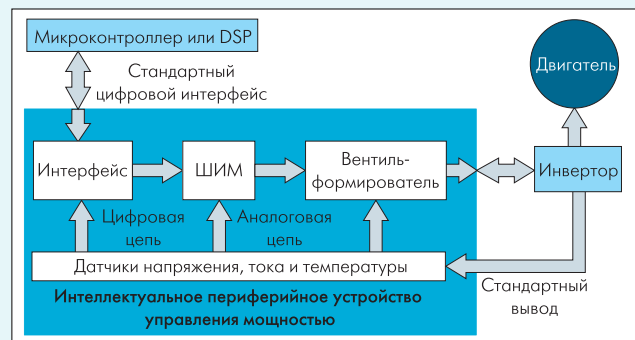 Микроконтроллер или DSP
Стандартный
цифровой интерфейс
Двигатель
Интерфейс
ШИМ
Вентиль-
формирователь
Инвертор
Цифровая
цепь
Аналоговая
цепь
Датчики напряжения, тока и температуры
Стандартный
вывод
Интеллектуальное периферийное устройство
управления мощностью